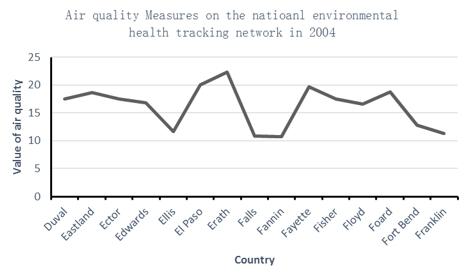 Air quality Measures on the natioanl environmental
health tracking network in 2004
Value of air quality
25
20
15
10
5
0
Duval
Eastland
Ector
Edwards
Ellis
El Paso
Erath
Falls
Fannin
Fayette
Fisher
Floyd
Foard
Fort Bend
Franklin
Country